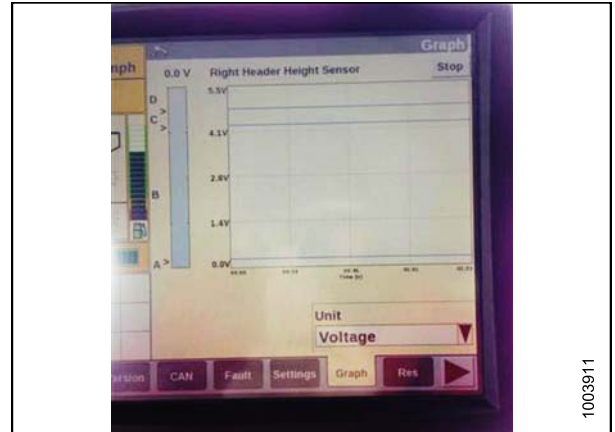 Graph
mph
0.0 V
Right Header Height Sensor
Stop
D
5.5V
C
4.1V
2.8V
B
1.4V
A
0.0V
Time (s)
Unit
Voltage
CAN
Fault
Settings
Graph
Res
1003911